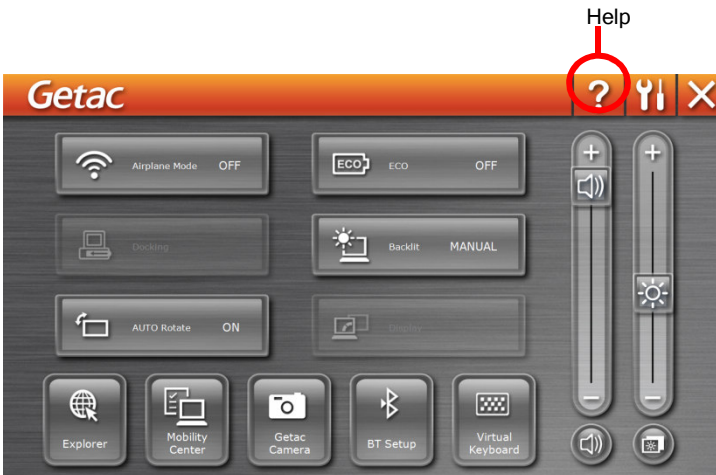 Help
Getac
?
Airplane Mode OFF
ECO ECO OFF
Docking
Backlit MANUAL
AUTO Rotate ON
Display
Explorer
Mobility
Center
Getac
Camera
BT Setup
Virtual
Keyboard